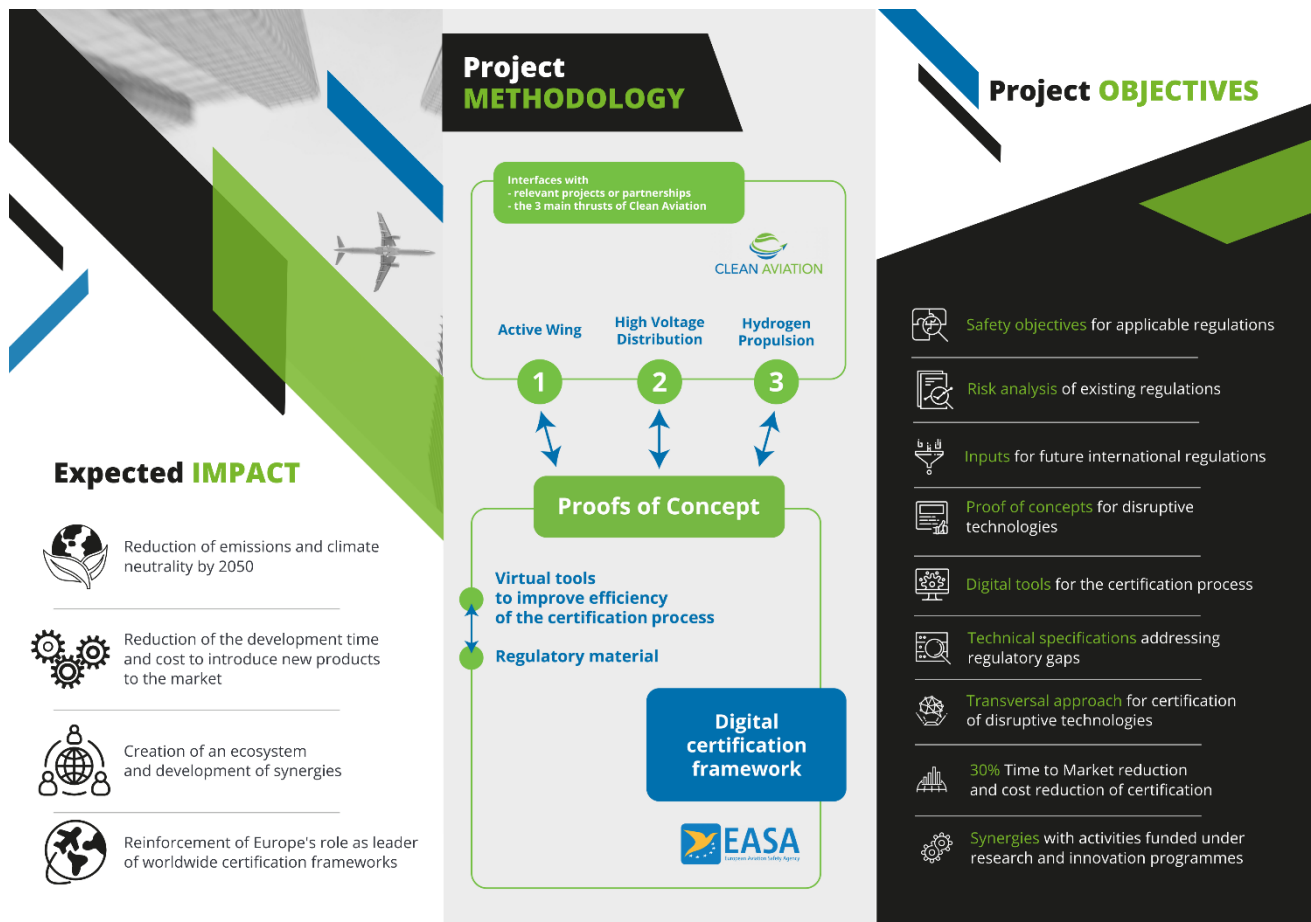 Expected IMPACT
Reduction of emissions and climate
neutrality by 2050
Reduction of the development time
and cost to introduce new products
to the market
Creation of an ecosystem
and development of synergies
Reinforcement of Europe's role as leader
of worldwide certification frameworks
Project
METHODOLOGY
Interfaces with
- relevant projects or partnerships
- the 3 main thrusts of Clean Aviation
CLEAN AVIATION
Active Wing
High Voltage
Distribution
Hydrogen
Propulsion
1
2
3
Proofs of Concept
Virtual tools
to improve efficiency
of the certification process
Regulatory material
Digital
certification
framework
EASA
European Aviation Safety Agency
Project OBJECTIVES
Safety objectives for applicable regulations
Risk analysis of existing regulations
Inputs for future international regulations
Proof of concepts for disruptive
technologies
Digital tools for the certification process
Technical specifications addressing
regulatory gaps
Transversal approach for certification
of disruptive technologies
30% Time to Market reduction
and cost reduction of certification
Synergies with activities funded under
research and innovation programmes